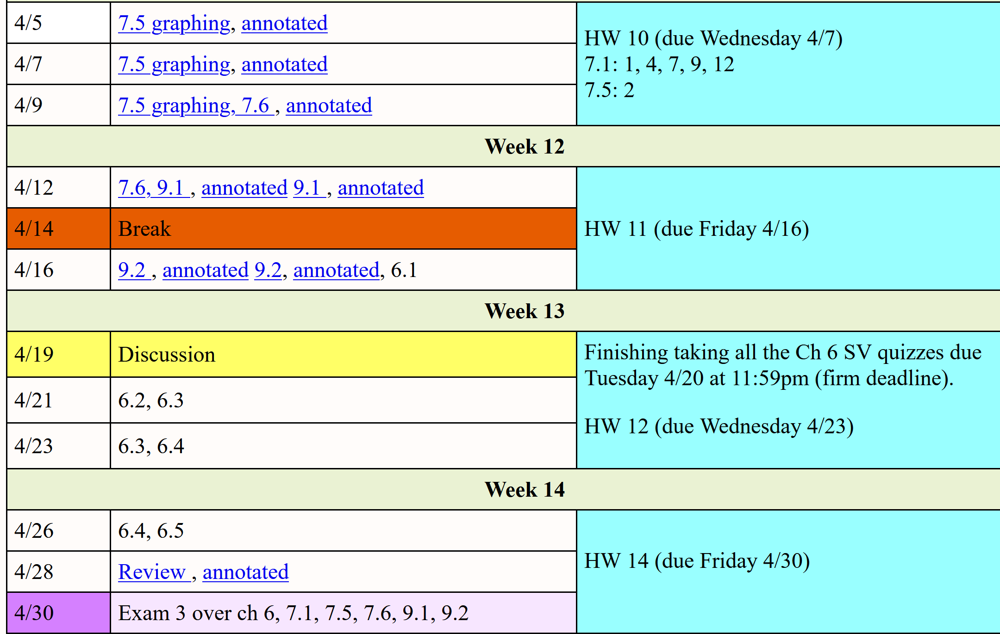 4/5
7.5 graphing, annotated
HW 10 (due Wednesday 4/7)
7.1: 1, 4, 7, 9, 12
7.5: 2
4/7
7.5 graphing, annotated
4/9
7.5 graphing, 7.6 , annotated
Week 12
4/12
7.6, 9.1 , annotated 9.1 , annotated
HW 11 (due Friday 4/16)
4/14
Break
4/16
9.2 , annotated 9.2, annotated, 6.1
Week 13
4/19
Discussion
Finishing taking all the Ch 6 SV quizzes due
Tuesday 4/20 at 11:59pm (firm deadline).
HW 12 (due Wednesday 4/23)
4/21
6.2, 6.3
4/23
6.3, 6.4
Week 14
4/26
6.4, 6.5
HW 14 (due Friday 4/30)
4/28
Review , annotated
4/30
Exam 3 over ch 6, 7.1, 7.5, 7.6, 9.1, 9.2